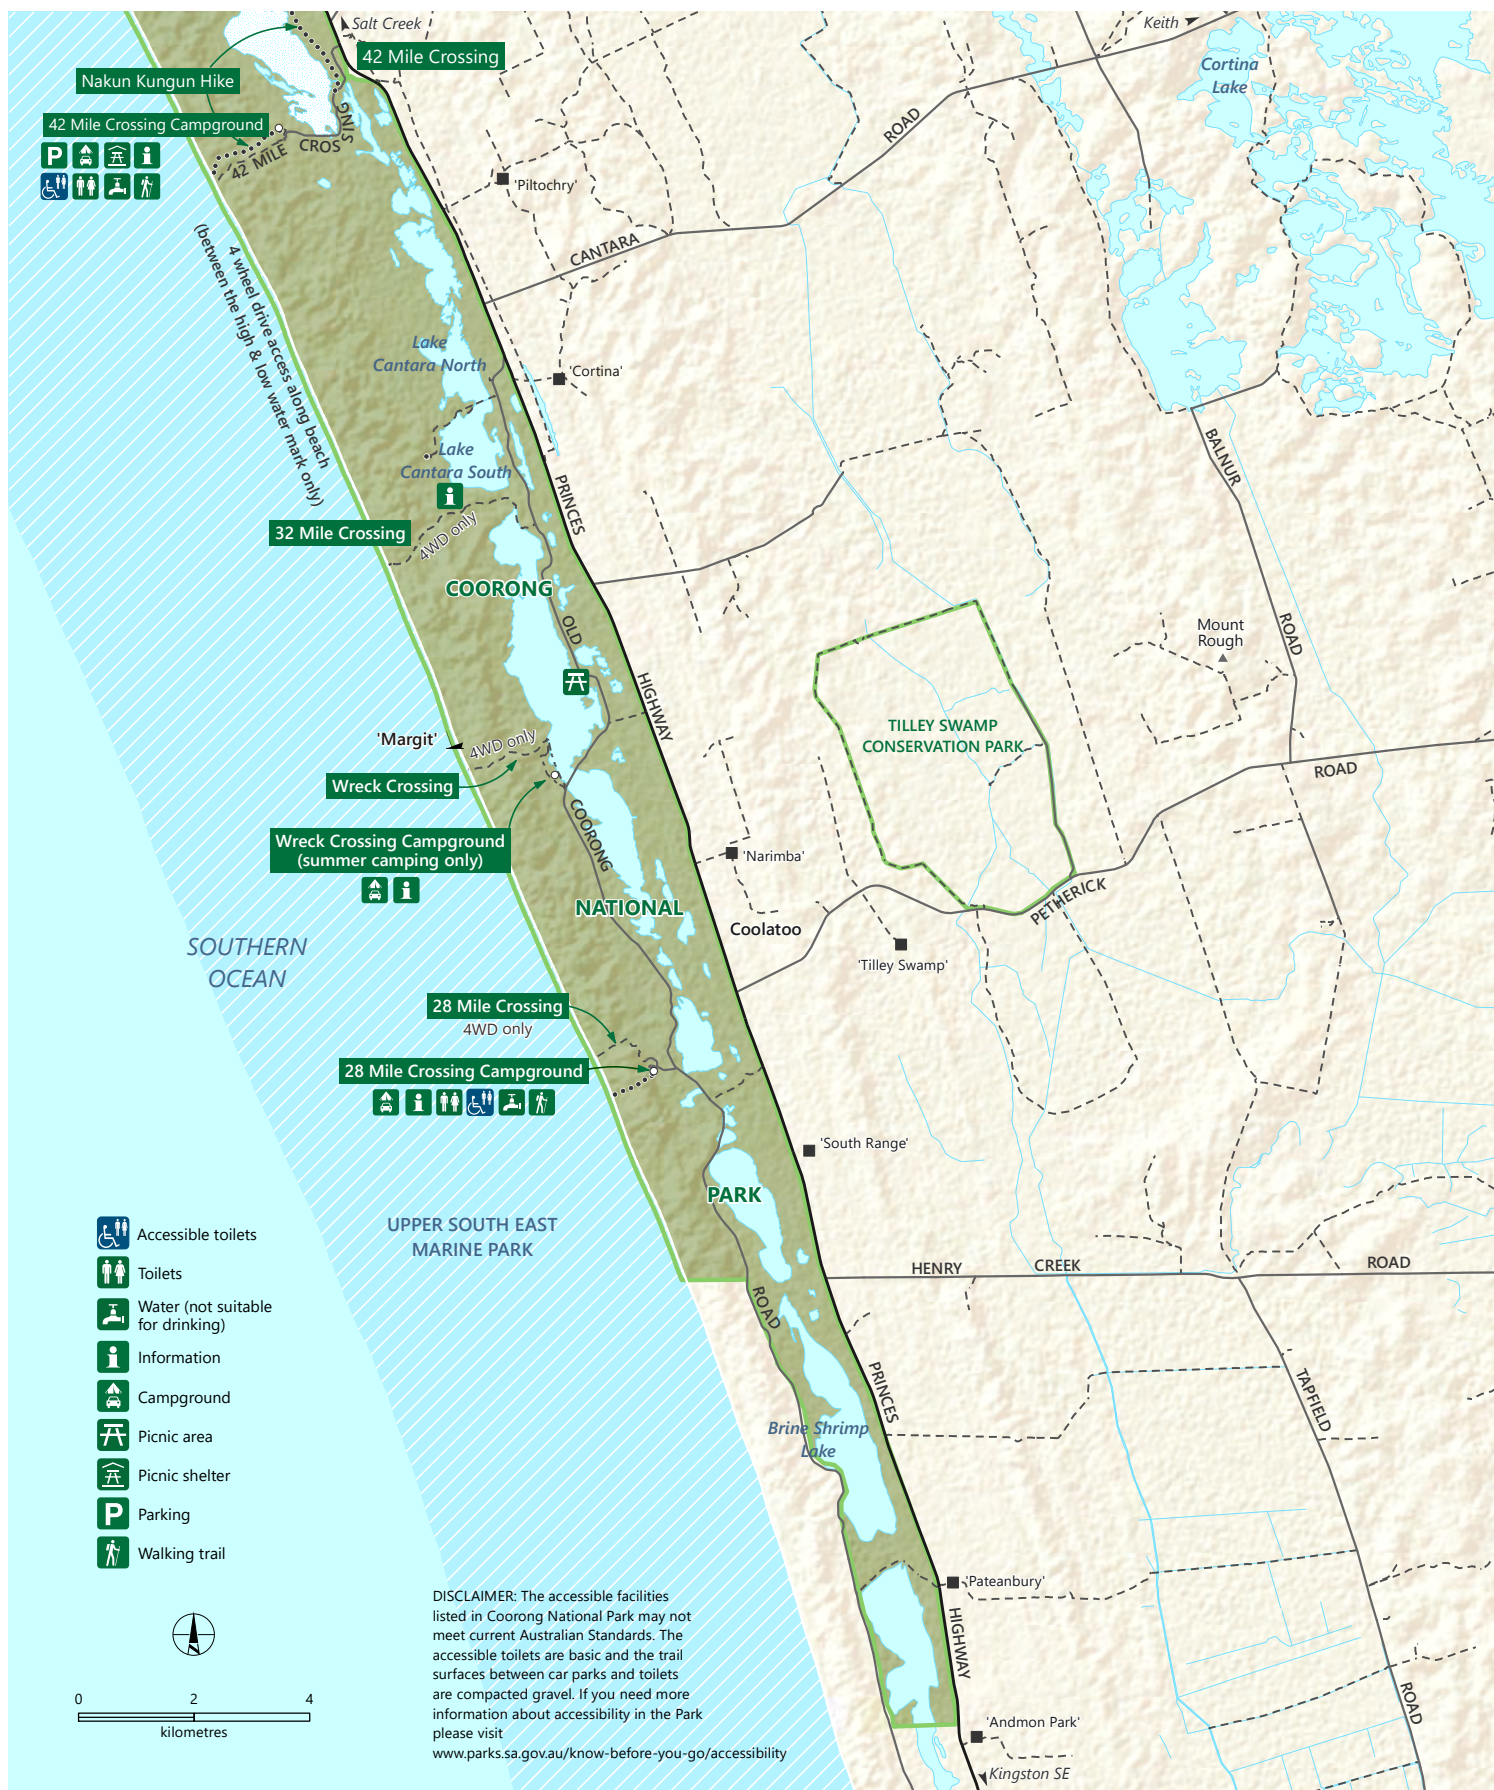 Salt Creek
Keith
42 Mile Crossing
Nakun Kungun Hike
Cortina
Lake
42 Mile Crossing Campground
P
42 MILE
CROS
SING
ROAD
'Piltochry'
CANTARA
4 wheel drive access along beach
(between the high & low water mark only)
Lake
Cantara North
'Cortina'
Lake
Cantara South
BALNUR
PRINCES
32 Mile Crossing
4WD only
COORONG
OLD
ROAD
Mount
Rough
HIGHWAY
TILLEY SWAMP
CONSERVATION PARK
'Margit'
4WD only
Wreck Crossing
ROAD
COORONG
Wreck Crossing Campground
(summer camping only)
'Narimba'
PETHERICK
NATIONAL
Coolatoo
SOUTHERN
OCEAN
'Tilley Swamp'
28 Mile Crossing
4WD only
28 Mile Crossing Campground
'South Range'
PARK
UPPER SOUTH EAST
MARINE PARK
HENRY
CREEK
ROAD
ROAD
PRINCES
TAPFIELD
Brine Shrimp
Lake
Accessible toilets
Toilets
Water (not suitable
for drinking)
Information
Campground
Picnic area
Picnic shelter
P
Parking
Walking trail
'Pateanbury'
HIGHWAY
ROAD
'Andmon Park'
Kingston SE
N
0 2 4
kilometres
DISCLAIMER: The accessible facilities
listed in Coorong National Park may not
meet current Australian Standards. The
accessible toilets are basic and the trail
surfaces between car parks and toilets
are compacted gravel. If you need more
information about accessibility in the Park
please visit
www.parks.sa.gov.au/know-before-you-go/accessibility